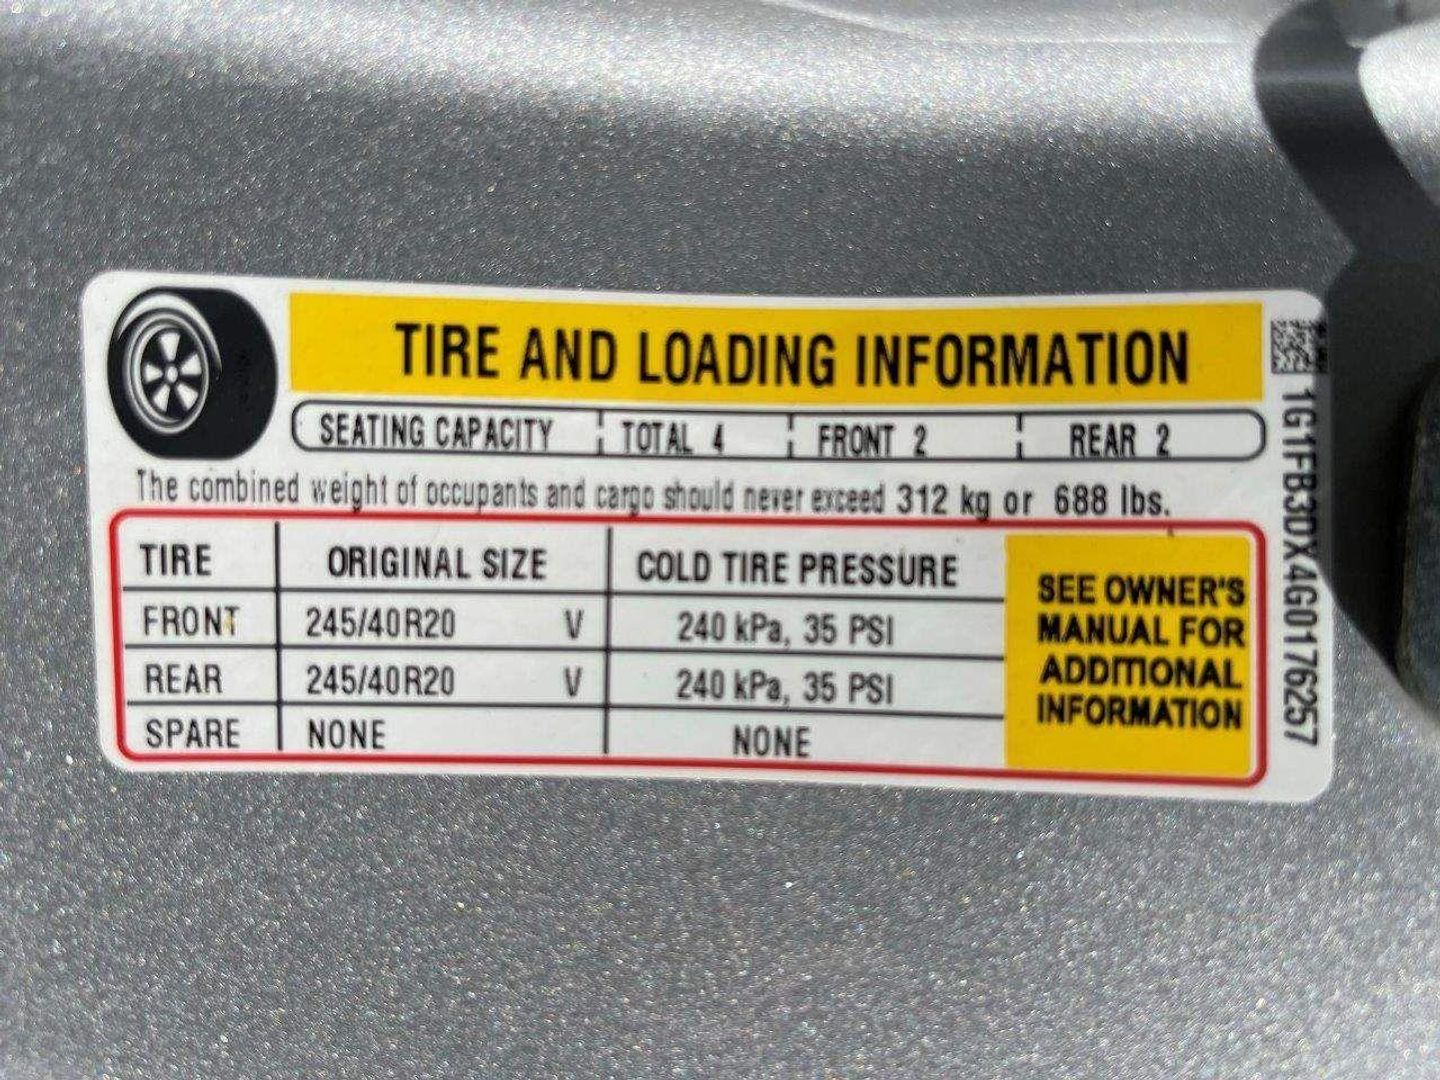 TIRE AND LOADING INFORMATION
SEATING CAPACITY TOTAL 4 FRONT 2 REAR 2
The combined weight of occupants and cargo should never exceed 312 kg or 688 lbs.
TIRE ORIGINAL SIZE COLD TIRE PRESSURE
FRONT 245/40R20 V 240 kPa, 35 PSI
REAR 245/40R20 V 240 kPa, 35 PSI
SPARE NONE NONE
SEE OWNER'S
MANUAL FOR
ADDITIONAL
INFORMATION
1G1FB3DX4G0176257